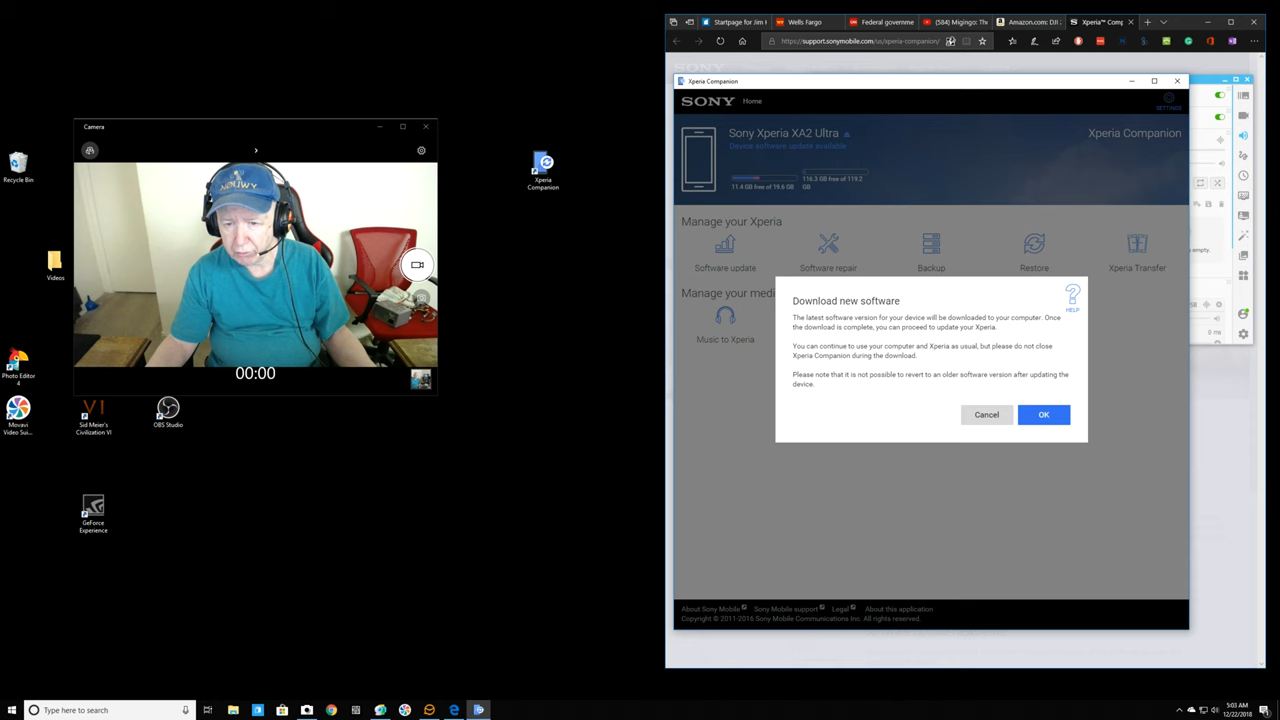 Startpage for Jim H
Wells Fargo
Federal governme
(584) Migingo: The
Amazon.com: DJI
Xperia™ Comp
https://support.sonymobile.com/us/xperia-companion/
SONY
Xperia Companion
SONY
Home
SETTINGS
Sony Xperia XA2 Ultra
Device software update available
Xperia Companion
11.4 GB free of 19.6 GB
116.3 GB free of 119.2
GB
Manage your Xperia
Software update
Software repair
Backup
Restore
Xperia Transfer
Manage your medi
Music to Xperia
Download new software
HELP
The latest software version for your device will be downloaded to your computer. Once
the download is complete, you can proceed to update your Xperia.
You can continue to use your computer and Xperia as usual, but please do not close
Xperia Companion during the download.
Please note that it is not possible to revert to an older software version after updating the
device.
Cancel
OK
About Sony Mobile
Sony Mobile support
Legal
About this application
Copyright © 2011-2016 Sony Mobile Communications Inc. All rights reserved.
s empty.
0 ms
Camera
00:00
Recycle Bin
Videos
Xperia
Companion
Photo Editor
4
Movavi
Video Sui...
VI
Sid Meier's
Civilization VI
OBS Studio
GeForce
Experience
Type here to search
5:03 AM
12/22/2018